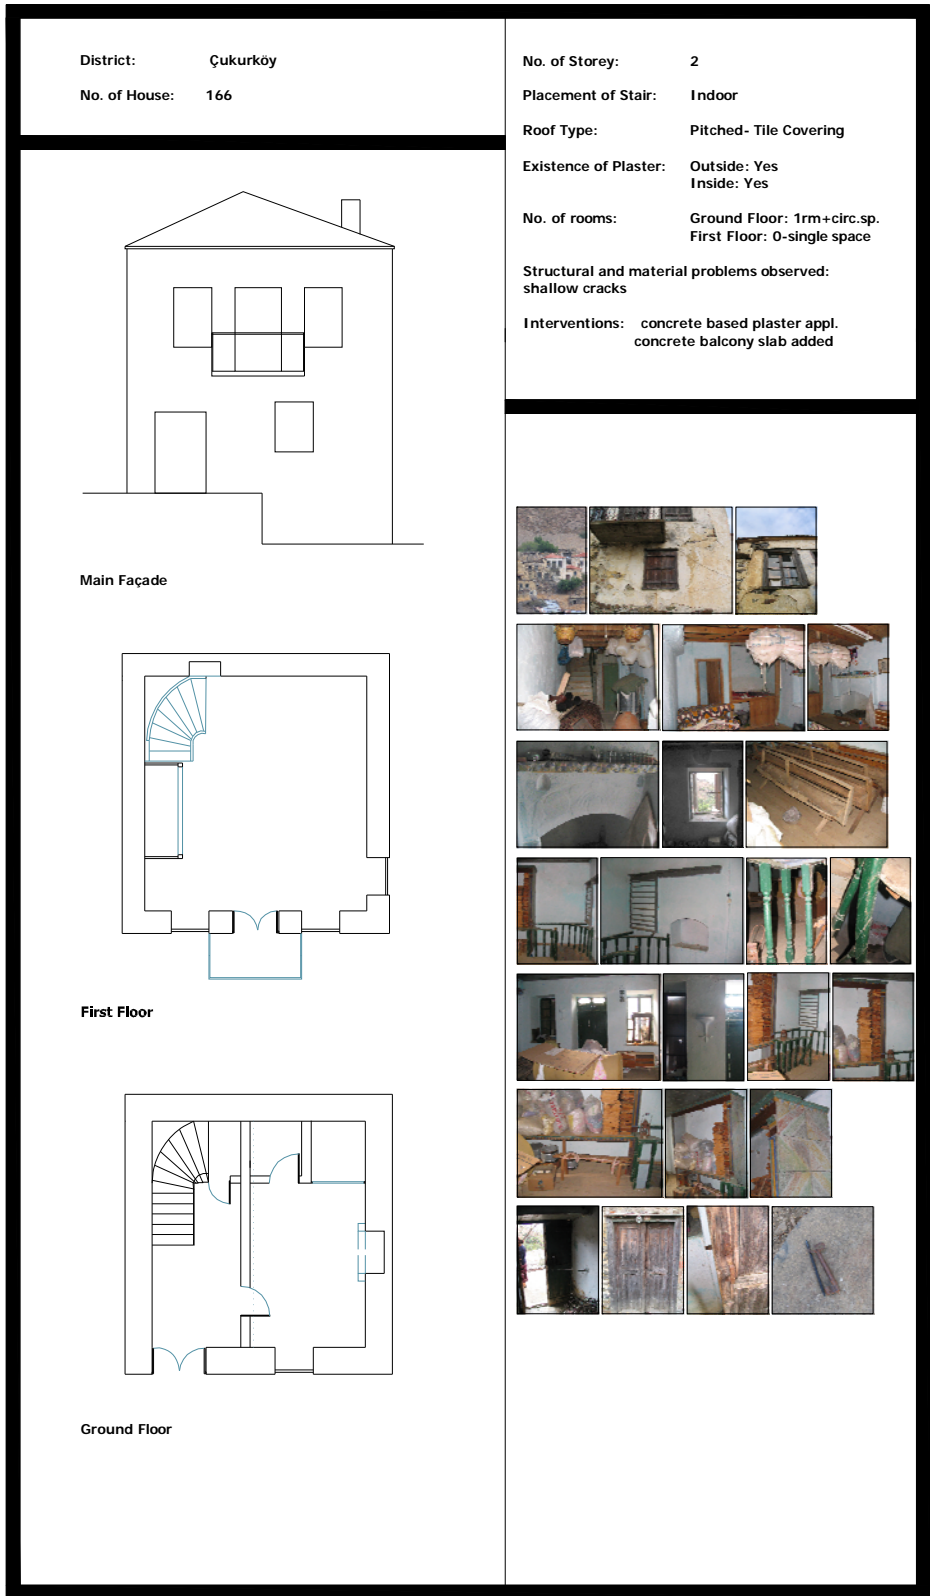 District: Çukurköy
No. of House: 166
No. of Storey: 2
Placement of Stair: Indoor
Roof Type: Pitched- Tile Covering
Existence of Plaster: Outside: Yes
Inside: Yes
No. of rooms: Ground Floor: 1rm+circ.sp.
First Floor: 0-single space
Structural and material problems observed:
shallow cracks
Interventions: concrete based plaster appl.
concrete balcony slab added
Main Façade
First Floor
Ground Floor